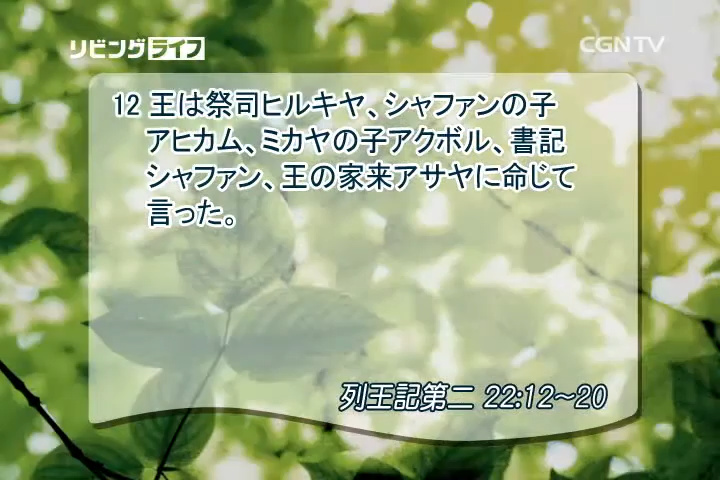 リビングライフ
CGNTV
12 王は祭司ヒルキヤ、シャファンの子
アヒカム、ミカヤの子アクボル、書記
シャファン、王の家来アサヤに命じて
言った。
列王記第二 22:12~20